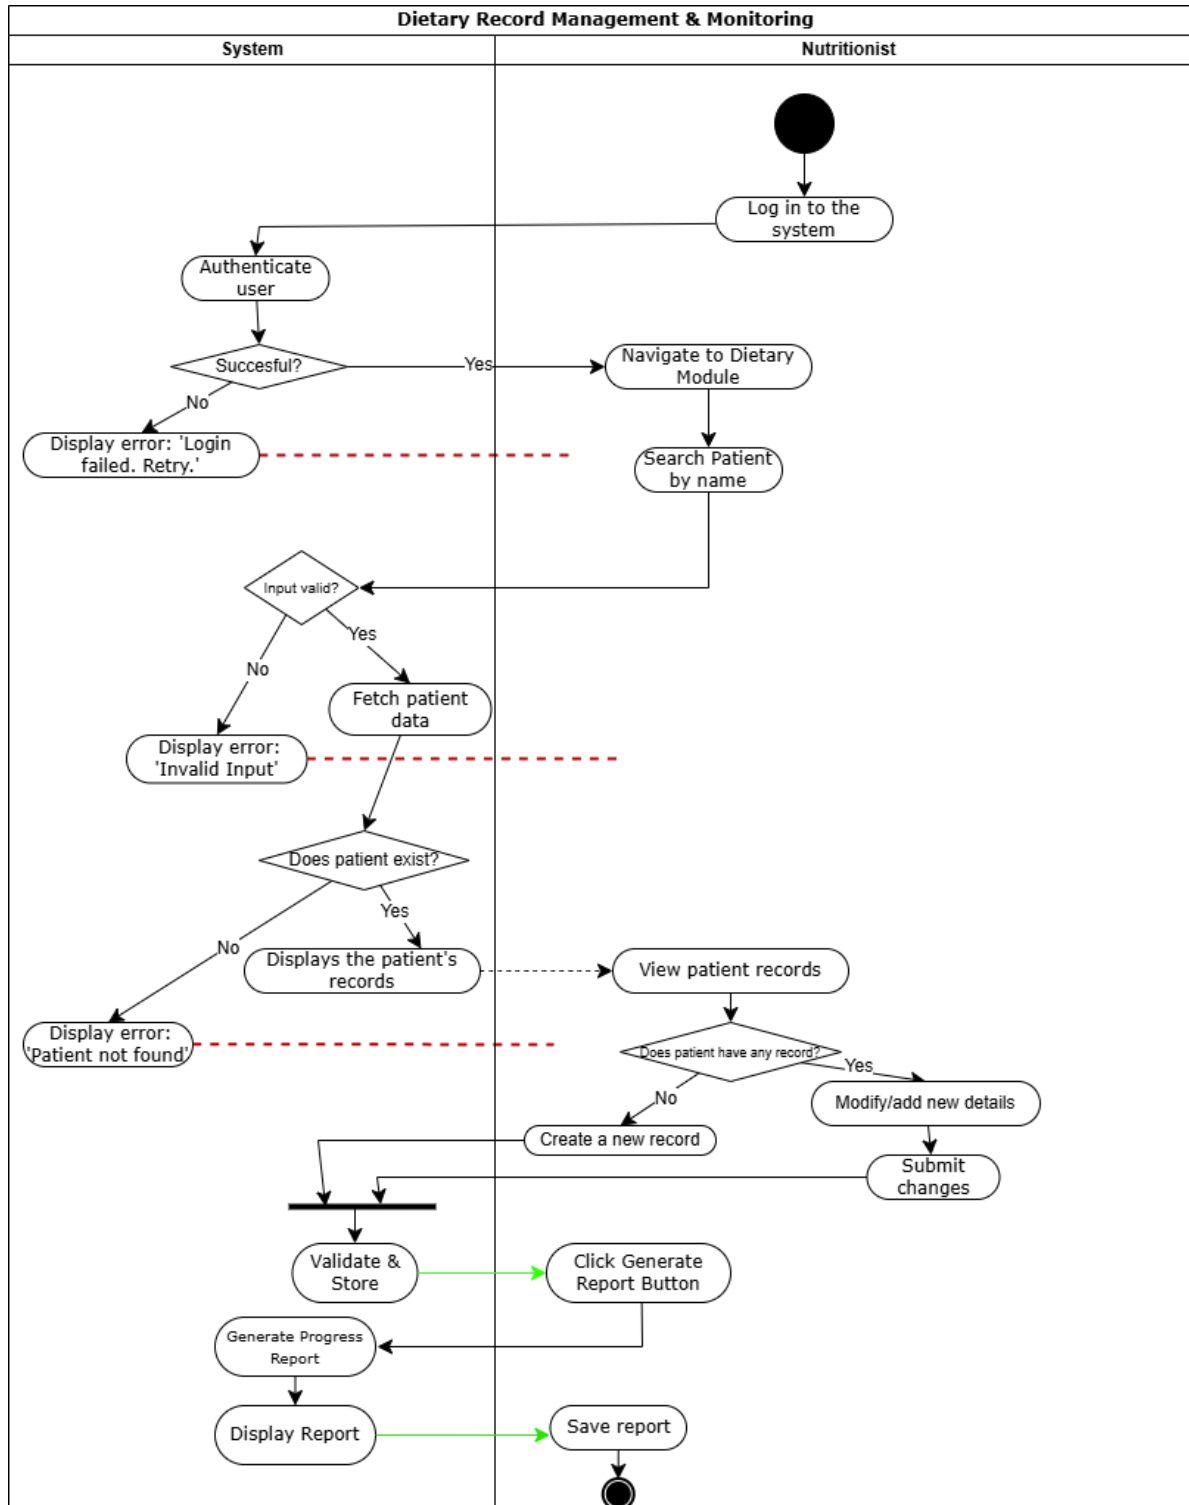 Dietary Record Management & Monitoring
System
Nutritionist
Log in to the
system
Authenticate
user
Succesful?
Yes
Navigate to Dietary
Module
No
Display error: 'Login
failed. Retry.'
Search Patient
by name
Input valid?
Yes
No
Fetch patient
data
Display error:
'Invalid Input'
Does patient exist?
Yes
No
Displays the patient's
records
View patient records
Display error:
'Patient not found'
Does patient have any record?
Yes
No
Modify/add new details
Create a new record
Submit
changes
Validate &
Store
Click Generate
Report Button
Generate Progress
Report
Display Report
Save report